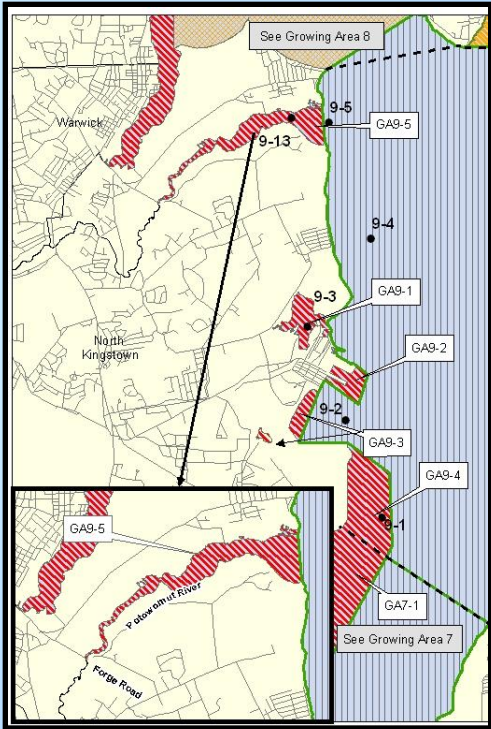 See Growing Area 8
Warwick
9-5
GA9-5
9-13
9-4
9-3
GA9-1
North
Kingstown
GA9-2
9-2
GA9-3
GA9-4
9-1
GA9-5
Potowomut River
GA7-1
See Growing Area 7
Forge Road